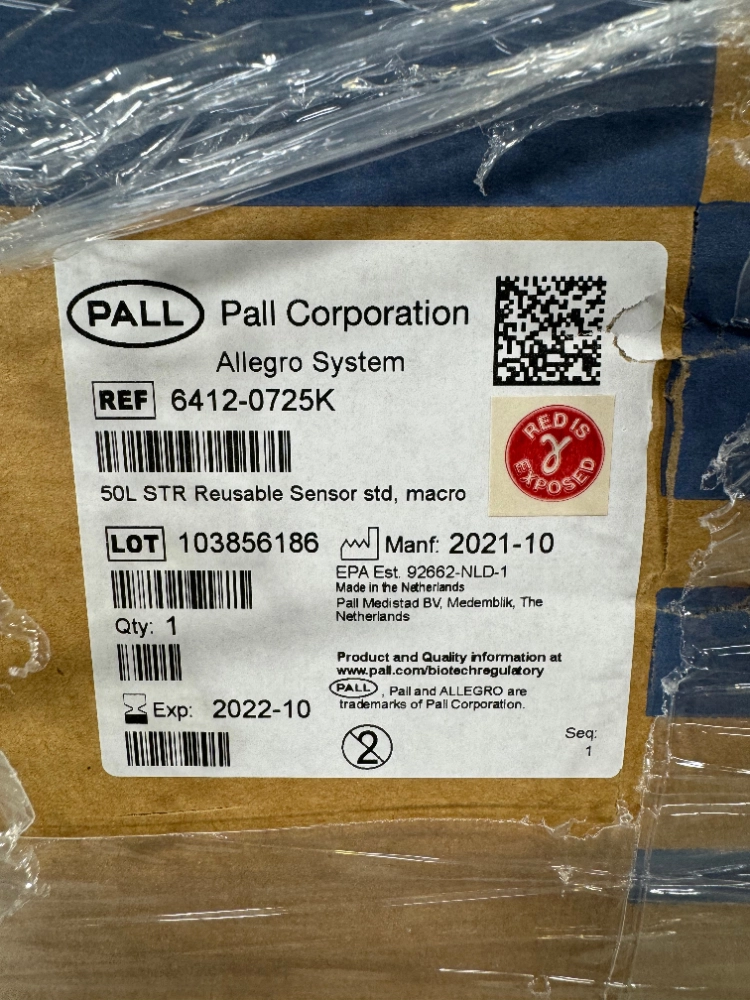 PALL Pall Corporation
Allegro System
REF 6412-0725K
RED IS
γ
EXPOSED
50L STR Reusable Sensor std, macro
LOT 103856186 Manf: 2021-10
EPA Est. 92662-NLD-1
Made in the Netherlands
Pall Medistad BV, Medemblik, The
Netherlands
Qty: 1
Product and Quality information at
www.pall.com/biotechregulatory
PALL , Pall and ALLEGRO are
trademarks of Pall Corporation.
Exp: 2022-10
2
Seq:
1